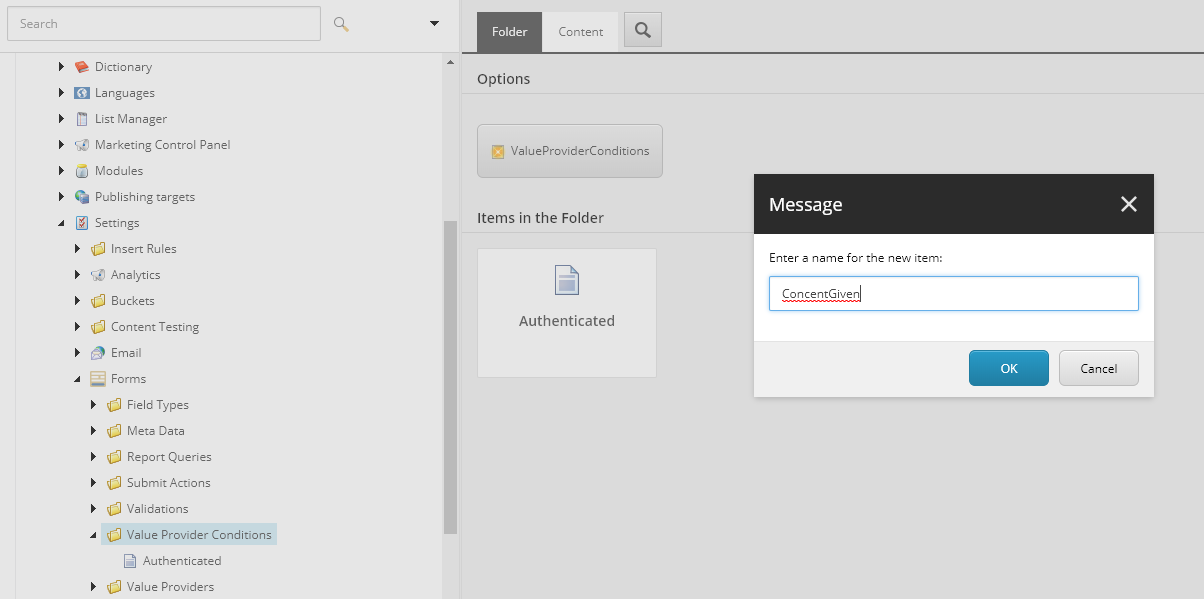 Search
Dictionary
Languages
List Manager
Marketing Control Panel
Modules
Publishing targets
Settings
Insert Rules
Analytics
Buckets
Content Testing
Email
Forms
Field Types
Meta Data
Report Queries
Submit Actions
Validations
Value Provider Conditions
Authenticated
Value Providers
Folder
Content
Options
ValueProviderConditions
Items in the Folder
Authenticated
Message
Enter a name for the new item:
ConcentGiven
OK
Cancel